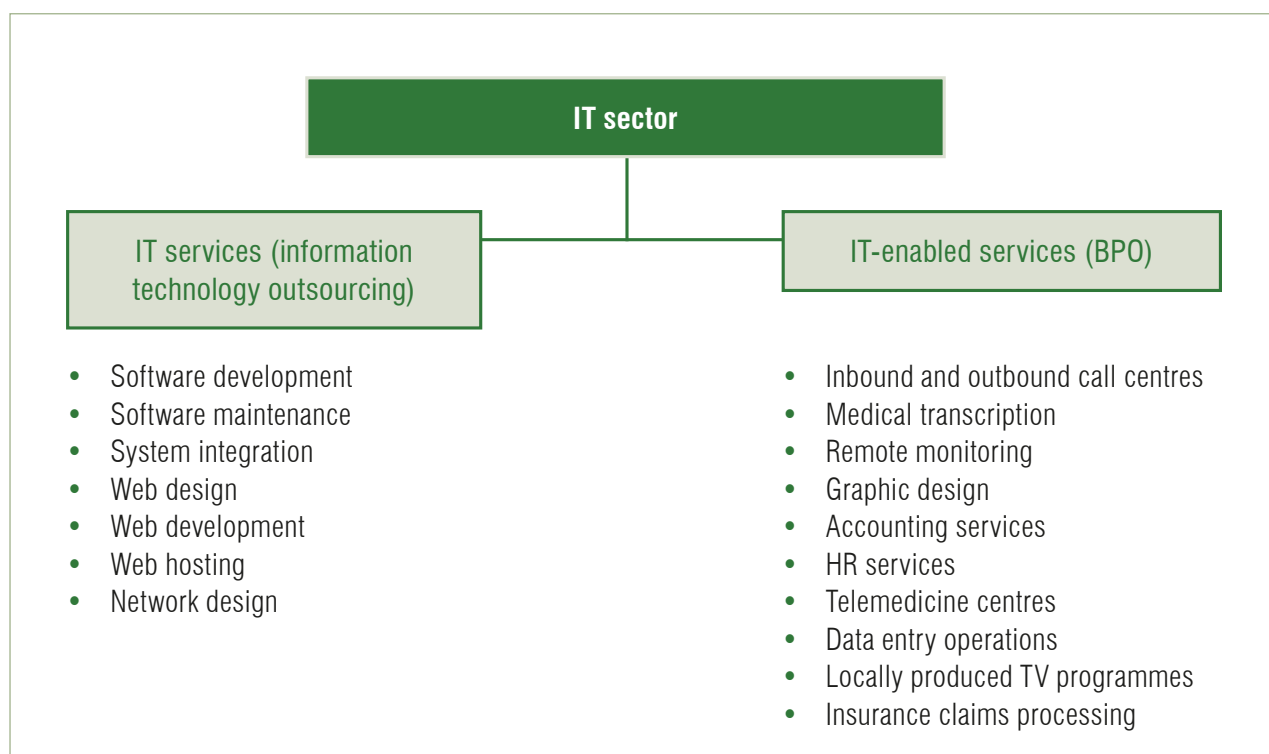 IT sector
IT services (information
technology outsourcing)
• Software development
• Software maintenance
• System integration
• Web design
• Web development
• Web hosting
• Network design
IT-enabled services (BPO)
• Inbound and outbound call centres
• Medical transcription
• Remote monitoring
• Graphic design
• Accounting services
• HR services
• Telemedicine centres
• Data entry operations
• Locally produced TV programmes
• Insurance claims processing